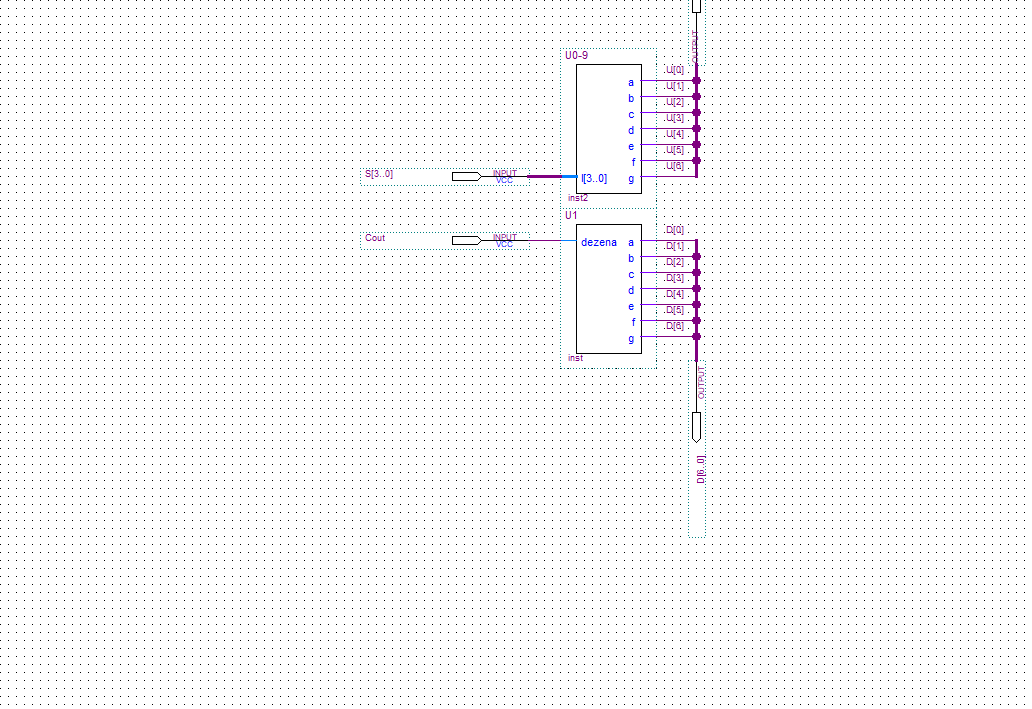 OUTPUT
U0-9
a U[0]
b U[1]
c U[2]
d U[3]
e U[4]
f U[5]
I[3..0] g U[6]
S[3..0] INPUT
VCC
inst2
U1
Cout INPUT
VCC
dezena a D[0]
b D[1]
c D[2]
d D[3]
e D[4]
f D[5]
g D[6]
inst
OUTPUT
D[6..0]